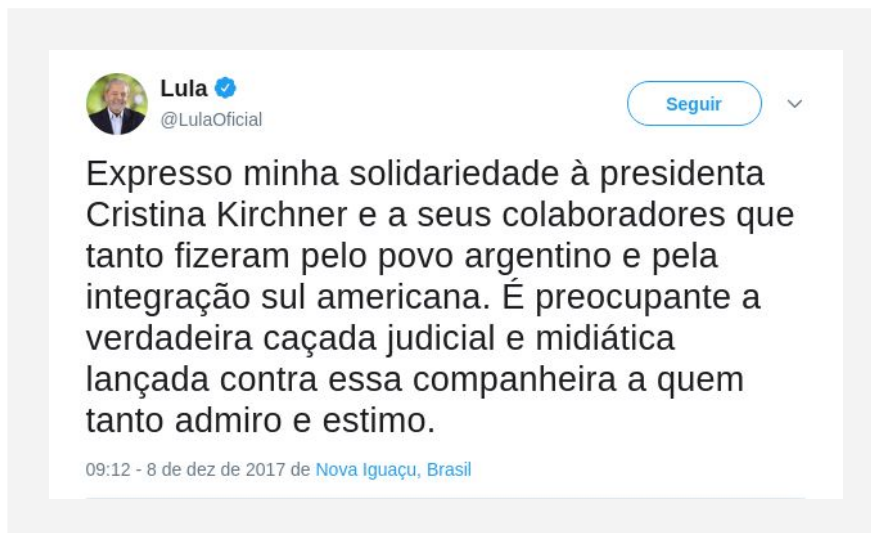 Lula
@LulaOficial
Seguir
Expresso minha solidariedade à presidenta
Cristina Kirchner e a seus colaboradores que
tanto fizeram pelo povo argentino e pela
integração sul americana. É preocupante a
verdadeira caçada judicial e midiática
lançada contra essa companheira a quem
tanto admiro e estimo.
09:12 - 8 de dez de 2017 de Nova Iguaçu, Brasil